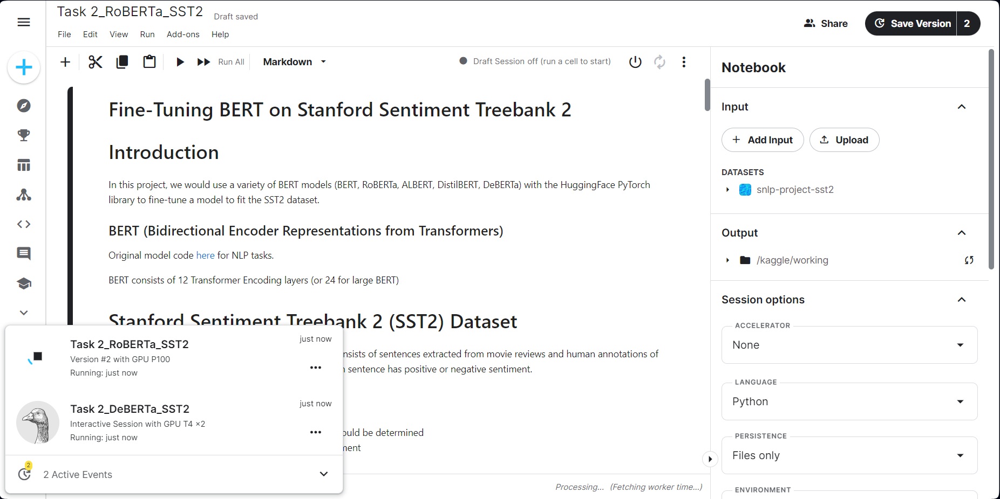 Task 2_RoBERTa_SST2
Draft saved
File Edit View Run Add-ons Help
Share
Save Version 2
Run All
Markdown
Draft Session off (run a cell to start)
Fine-Tuning BERT on Stanford Sentiment Treebank 2
Introduction
In this project, we would use a variety of BERT models (BERT, RoBERTa, ALBERT, DistilBERT, DeBERTa) with the HuggingFace PyTorch
library to fine-tune a model to fit the SST2 dataset.
BERT (Bidirectional Encoder Representations from Transformers)
Original model code here for NLP tasks.
BERT consists of 12 Transformer Encoding layers (or 24 for large BERT)
Stanford Sentiment Treebank 2 (SST2) Dataset
of sentences extracted from movie reviews and human annotations of
sentence has positive or negative sentiment.
be determined
Task 2_RoBERTa_SST2
just now
Version #2 with GPU P100
Running: just now
Task 2_DeBERTa_SST2
just now
Interactive Session with GPU T4 ×2
Running: just now
2
2 Active Events
Processing... (Fetching worker time...)
Notebook
Input
Add Input
Upload
DATASETS
snlp-project-sst2
Output
/kaggle/working
Session options
ACCELERATOR
None
LANGUAGE
Python
PERSISTENCE
Files only
ENVIRONMENT